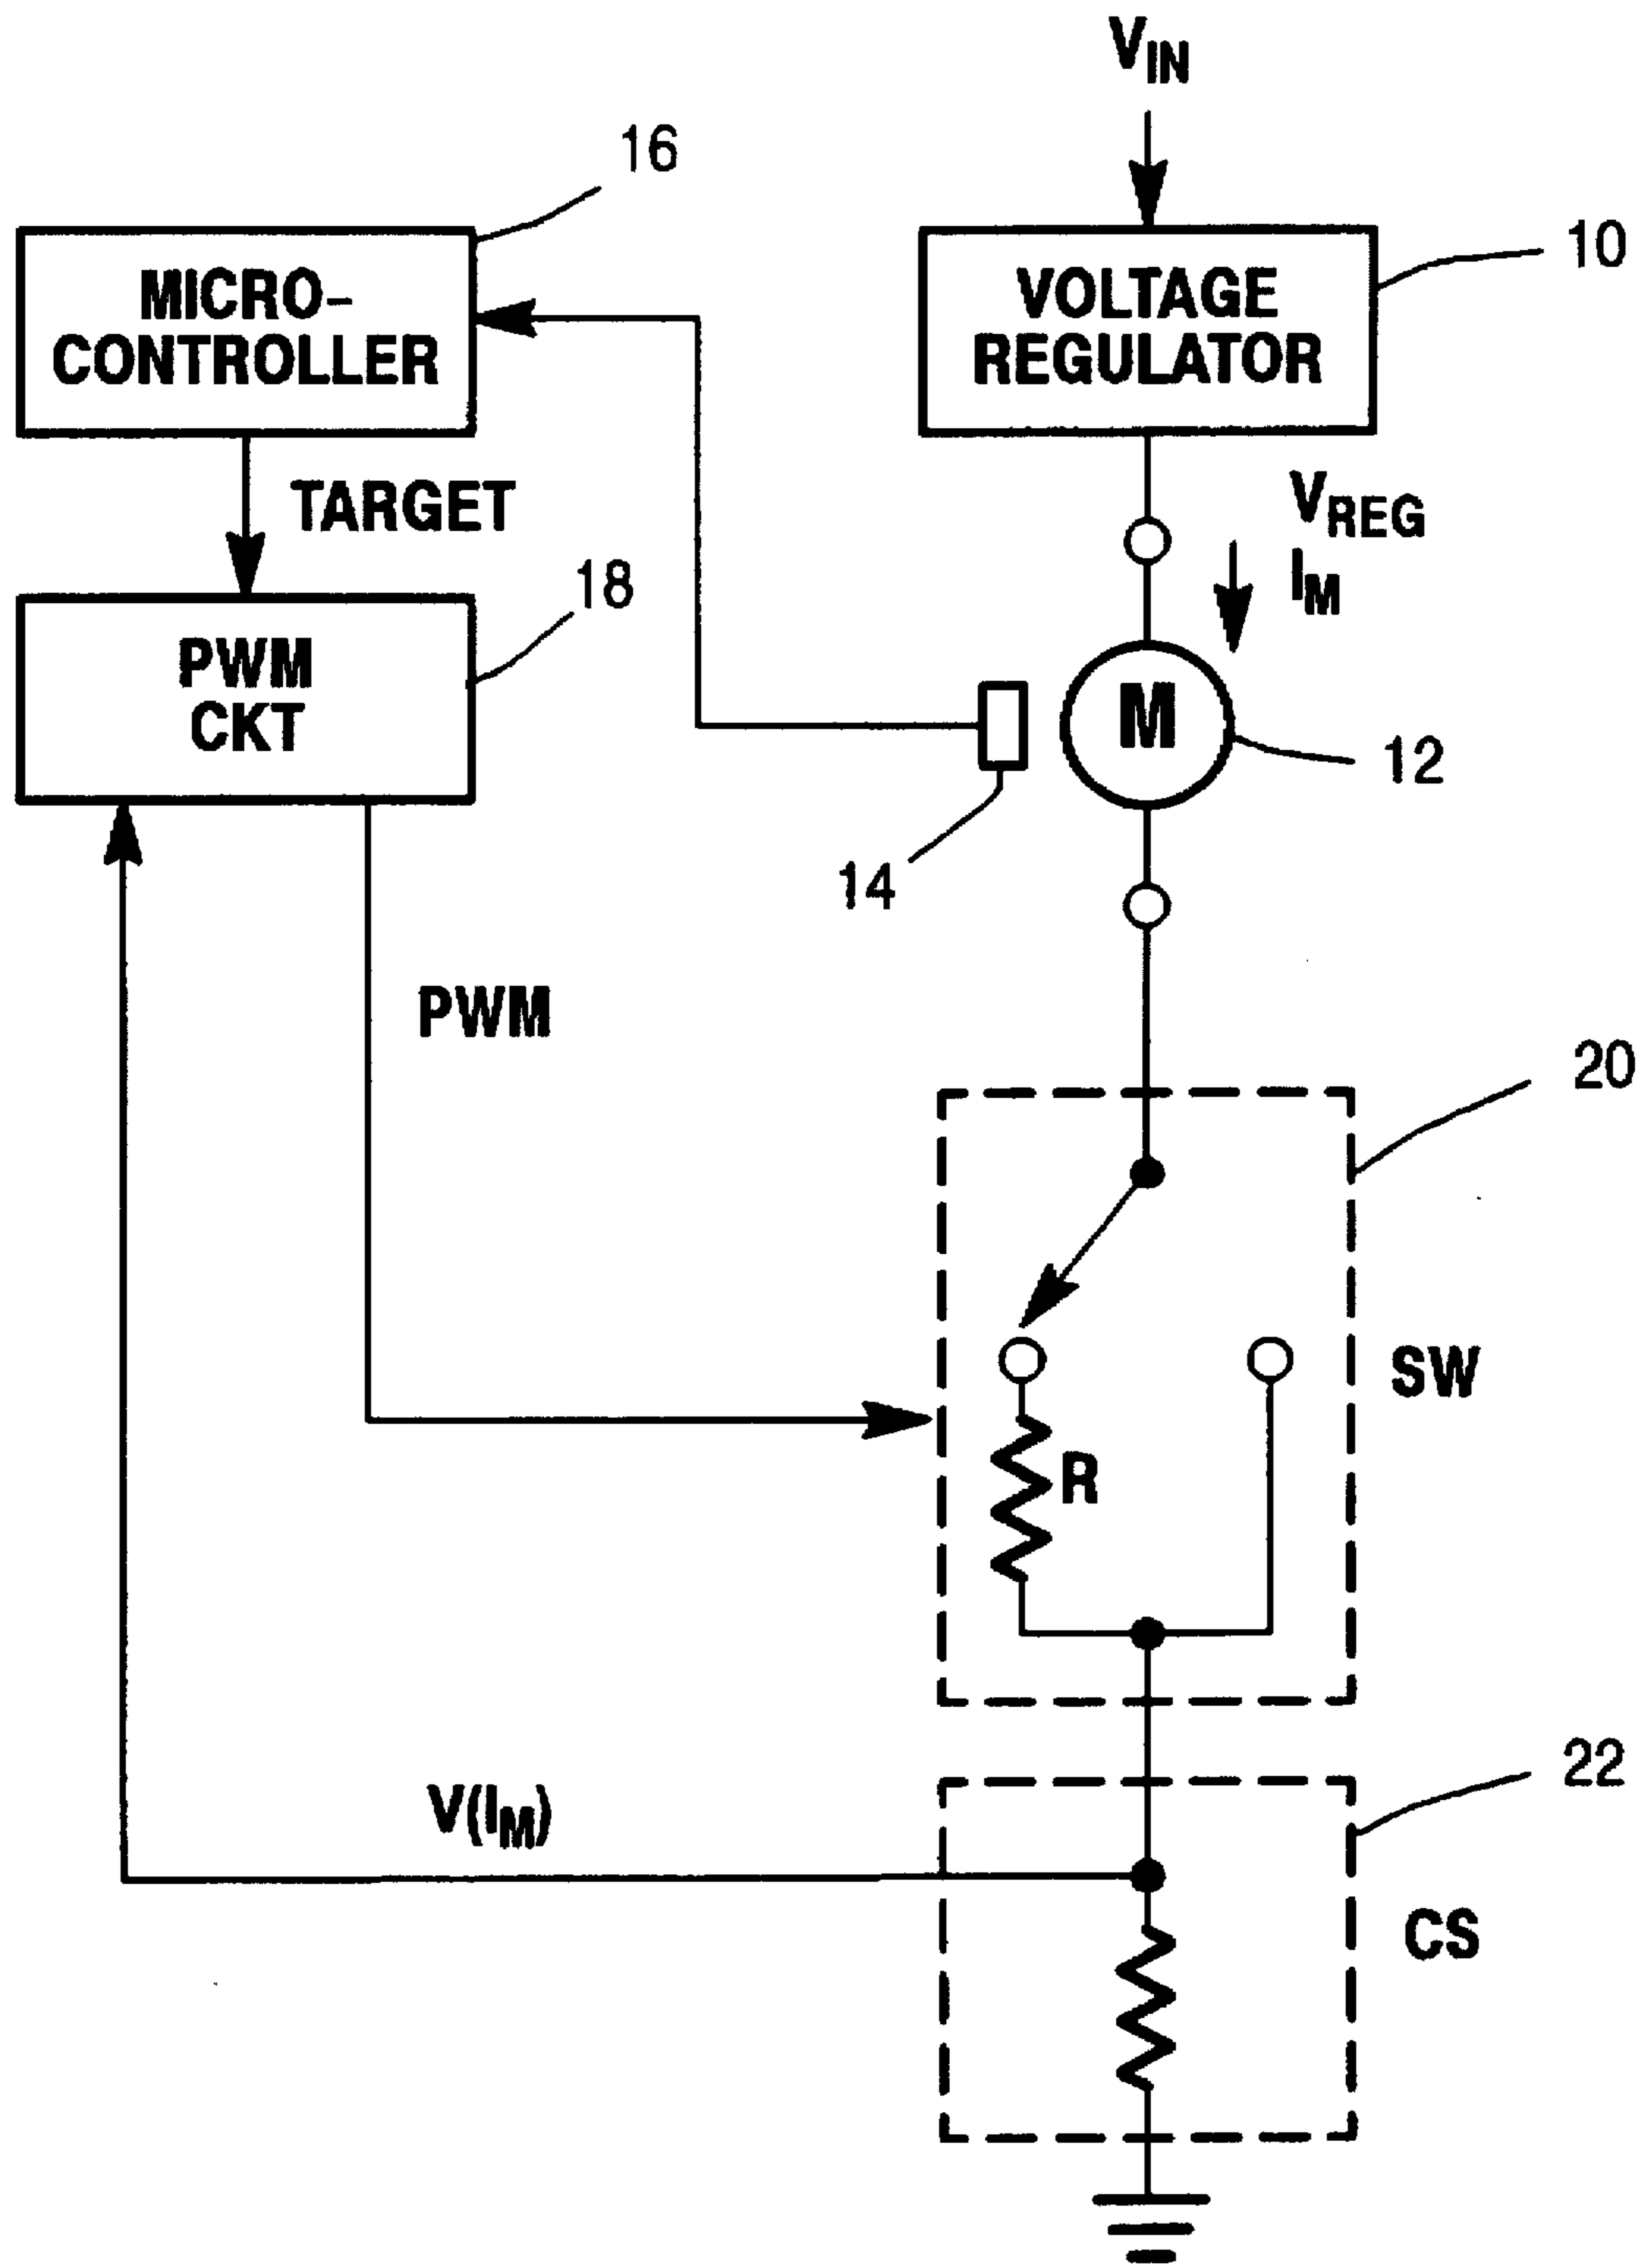 VIN
16
10
MICRO-
CONTROLLER
VOLTAGE
REGULATOR
TARGET
VREG
IM
18
PWM
CKT
M
12
14
PWM
20
SW
R
22
V(IM)
CS